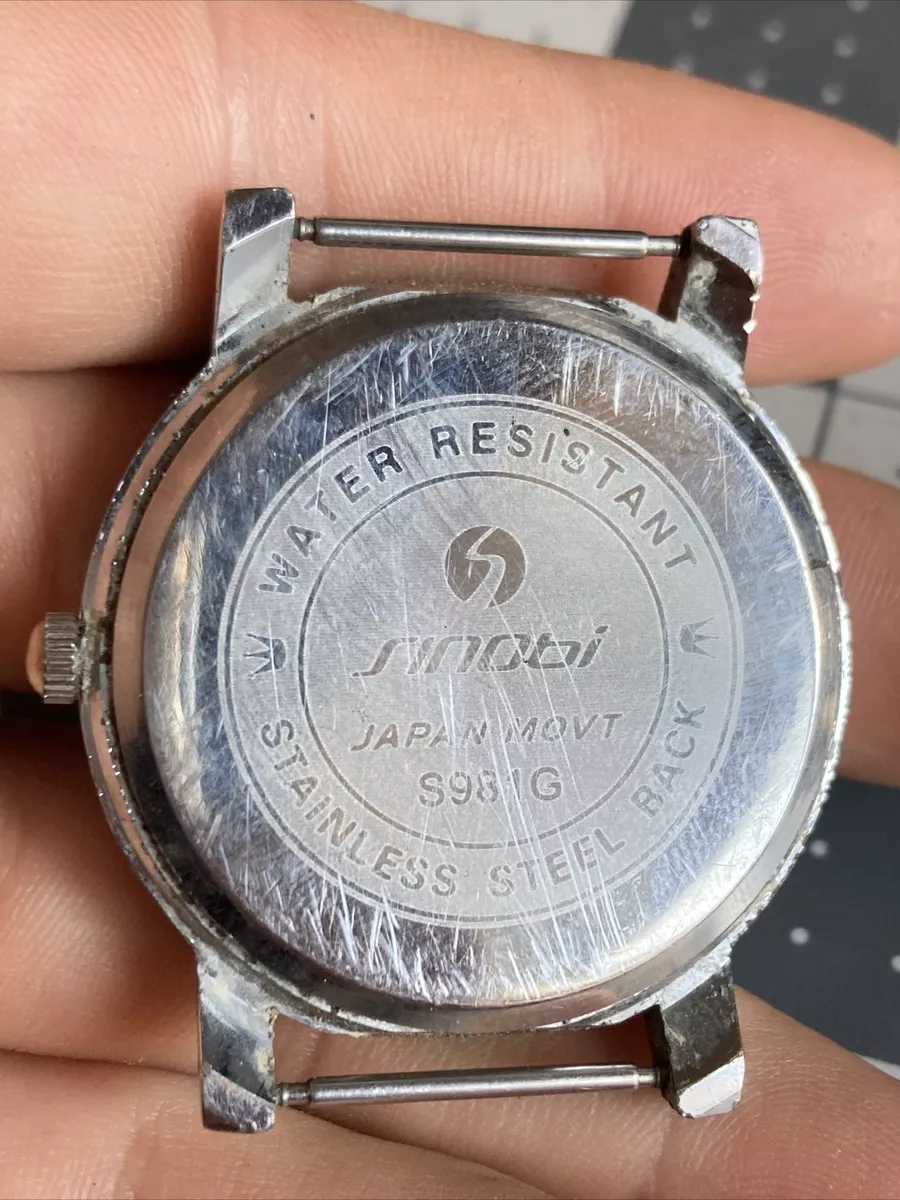 WATER RESISTANT
sinobi
JAPAN MOVT
S981G
STAINLESS STEEL BACK